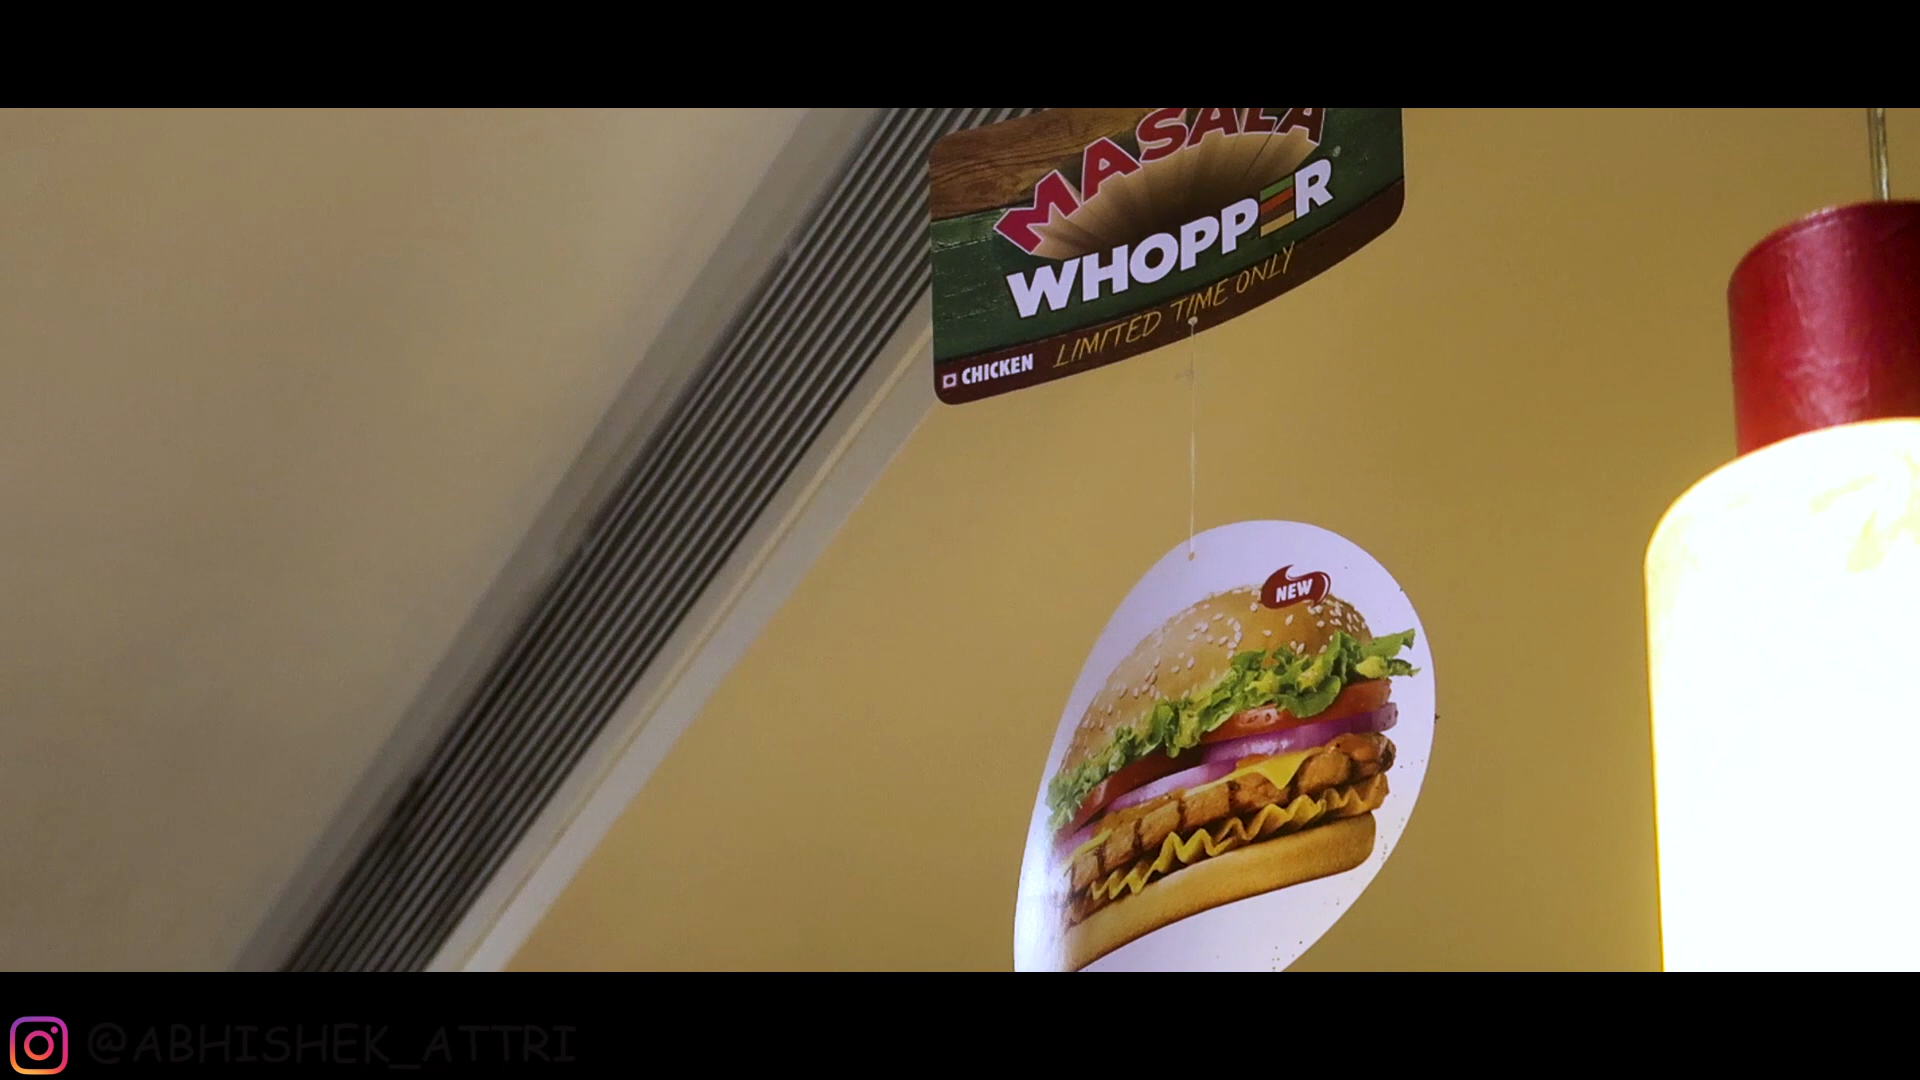 MASALA
WHOPPER
LIMITED TIME ONLY
CHICKEN
NEW
@ABHISHEK_ATTRI